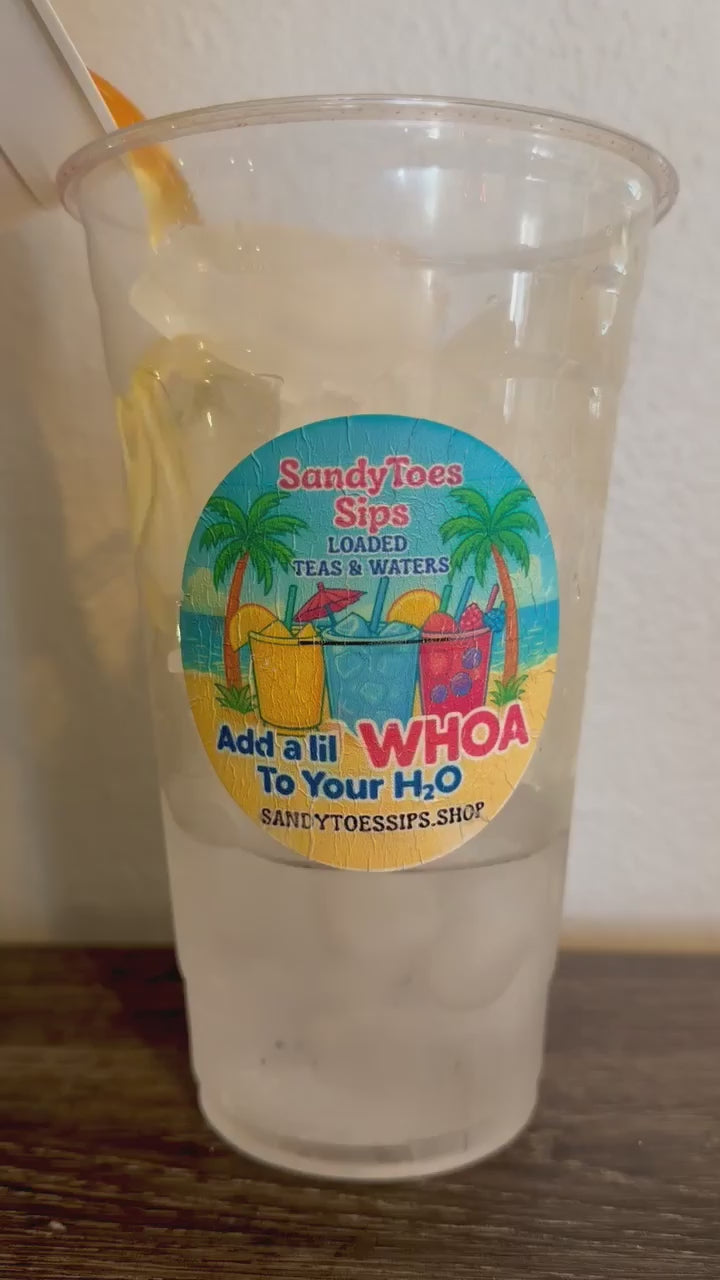 SandyToes
Sips
LOADED
TEAS & WATERS
Add a lil WHOA
To Your H₂O
SANDYTOESSIPS.SHOP